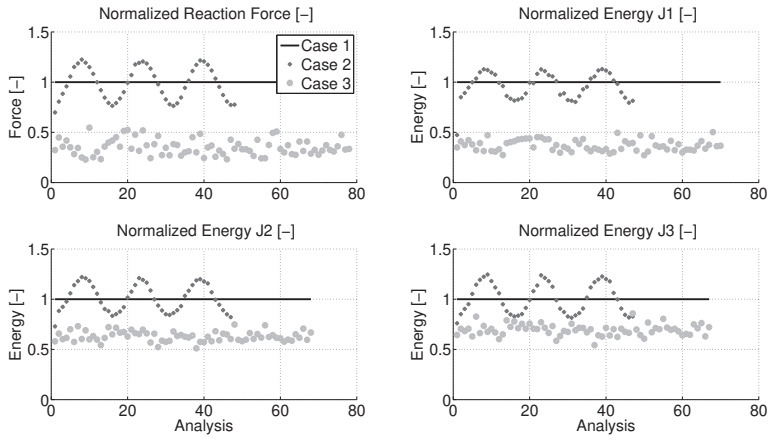 Normalized Reaction Force [−]
1.5
1
0.5
0
0 20 40 60 80
Force [−]
Case 1
Case 2
Case 3
Normalized Energy J1 [−]
1.5
1
0.5
0
0 20 40 60 80
Energy [−]
Normalized Energy J2 [−]
1.5
1
0.5
0
0 20 40 60 80
Energy [−]
Analysis
Normalized Energy J3 [−]
1.5
1
0.5
0
0 20 40 60 80
Energy [−]
Analysis